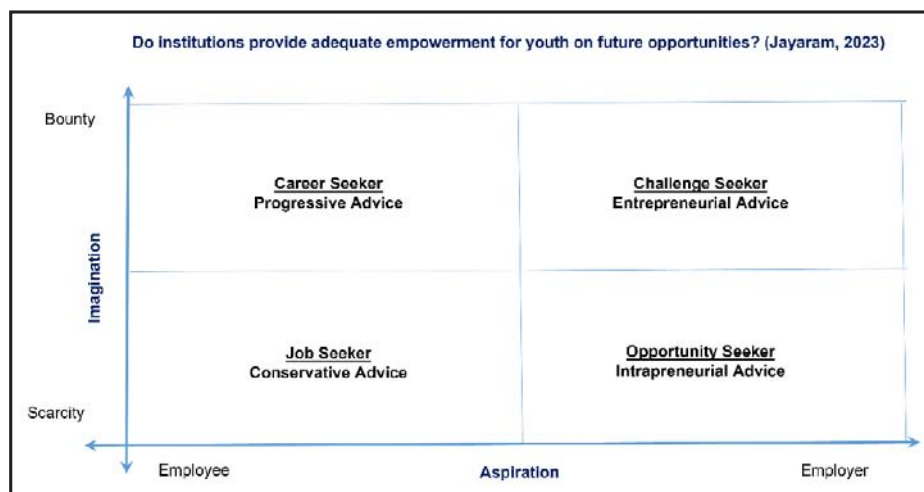 Do institutions provide adequate empowerment for youth on future opportunities? (Jayaram, 2023)
Bounty
Career Seeker
Progressive Advice
Challenge Seeker
Entrepreneurial Advice
Imagination
Job Seeker
Conservative Advice
Opportunity Seeker
Intrapreneurial Advice
Scarcity
Employee
Aspiration
Employer